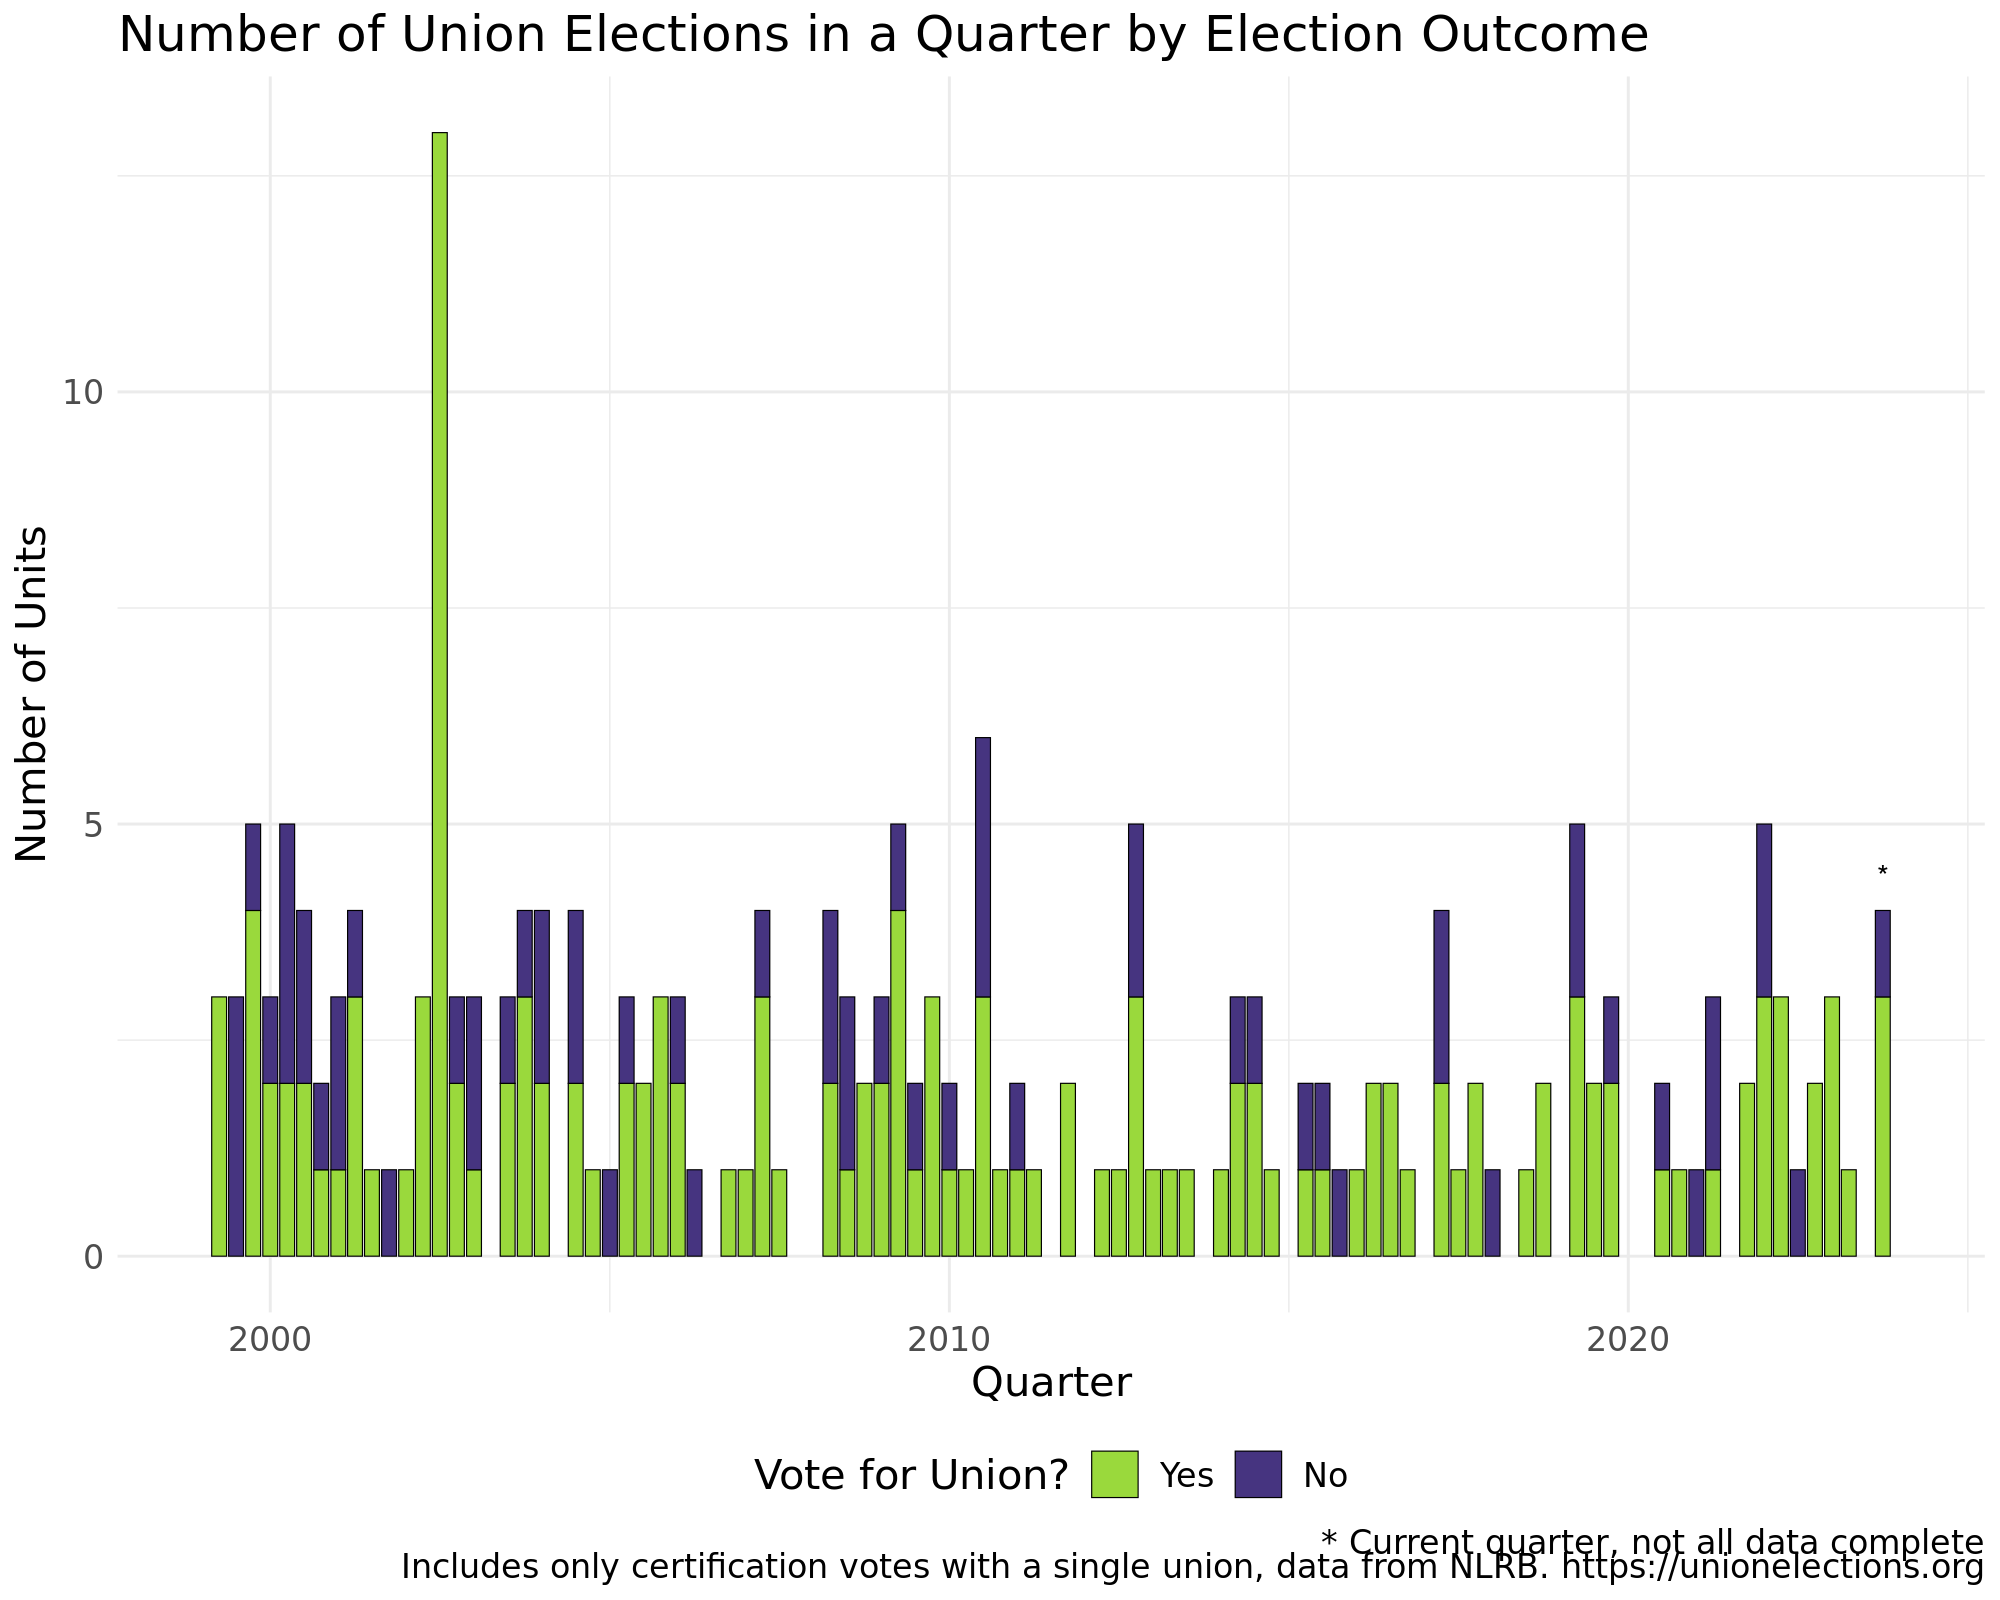 Number of Union Elections in a Quarter by Election Outcome
Number of Units
10
5
0
*
2000 2010 2020
Quarter
Vote for Union? Yes No
* Current quarter, not all data complete
Includes only certification votes with a single union, data from NLRB. https://unionelections.org